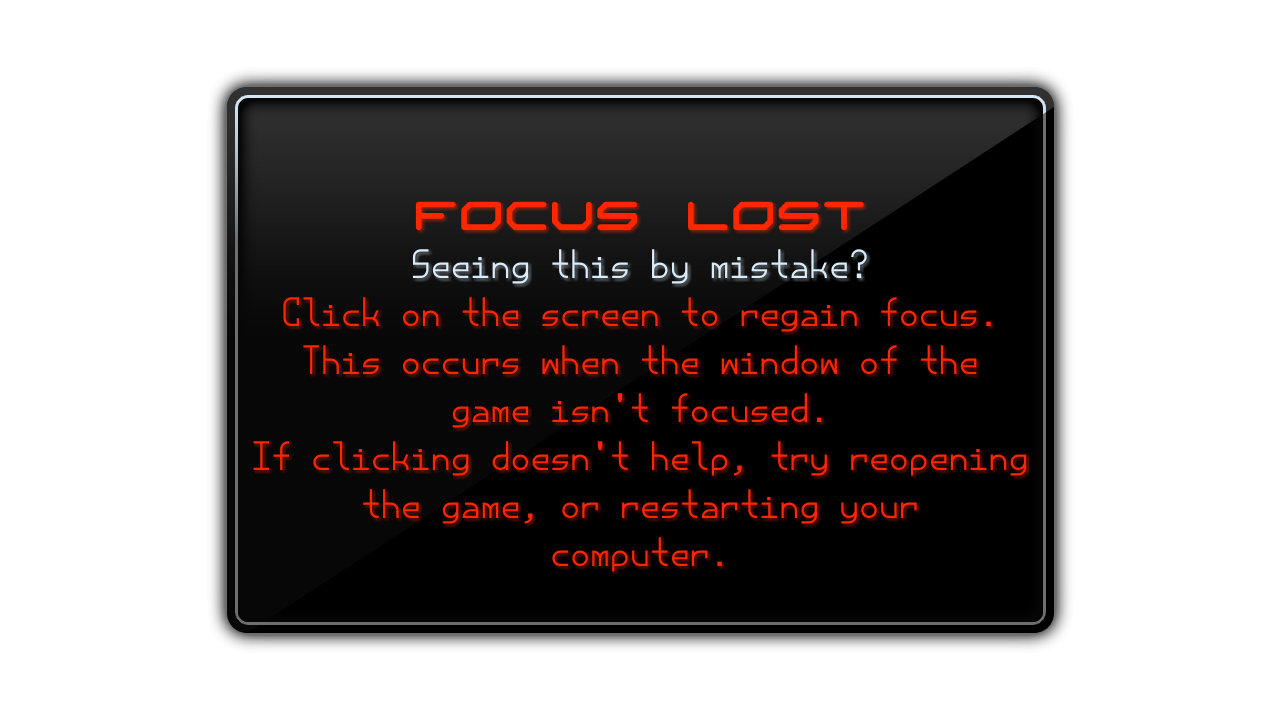 FOCUS LOST
Seeing this by mistake?
Click on the screen to regain focus.
This occurs when the window of the
game isn't focused.
If clicking doesn't help, try reopening
the game, or restarting your
computer.